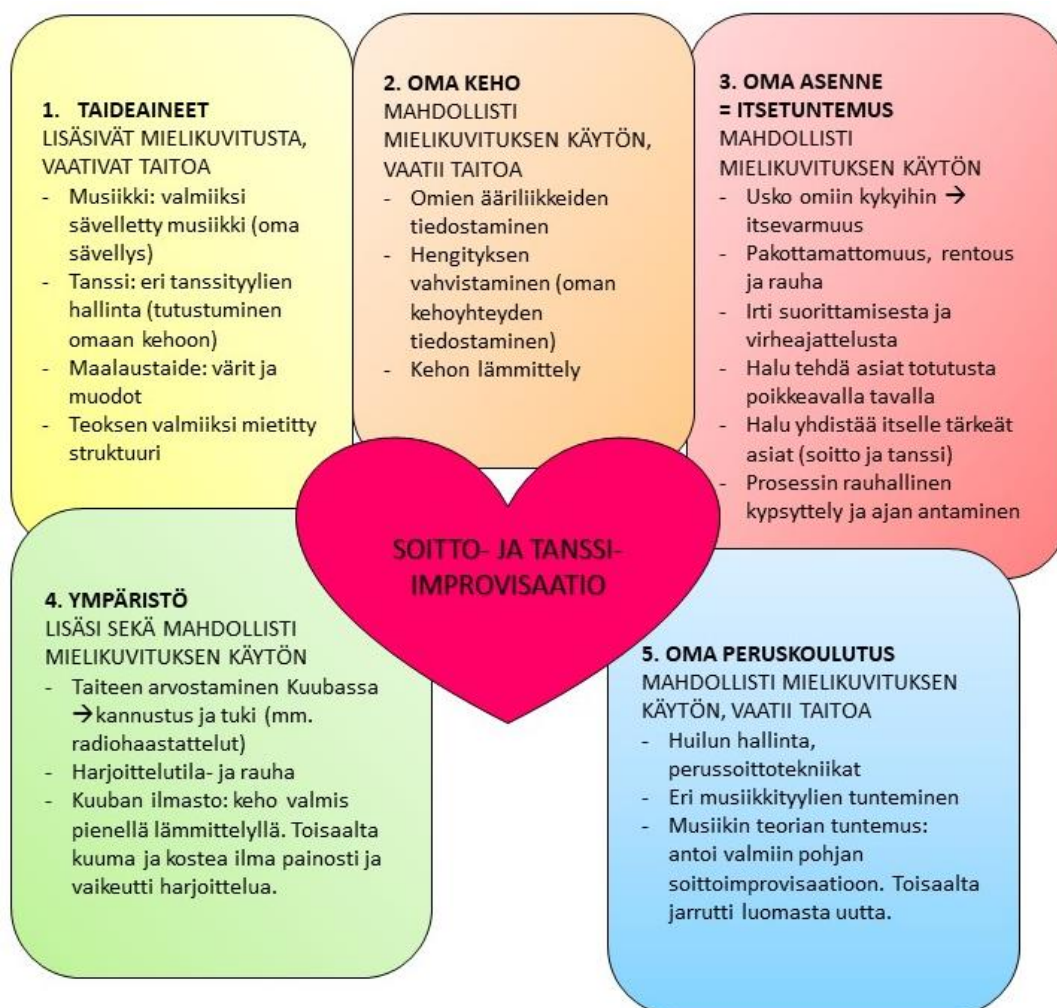 1. TAIDEAINEET
LISÄSIVÄT MIELIKUVITUSTA,
VAATIVAT TAITOA
- Musiikki: valmiiksi
sävelletty musiikki (oma
sävellys)
- Tanssi: eri tanssityylien
hallinta (tutustuminen
omaan kehoon)
- Maalaustaide: värit ja
muodot
- Teoksen valmiiksi mietitty
struktuuri
2. OMA KEHO
MAHDOLLISTI
MIELIKUVITUKSEN KÄYTÖN,
VAATII TAITOA
- Omien ääriliikkeiden
tiedostaminen
- Hengityksen
vahvistaminen (oman
kehoyhteyden
tiedostaminen)
- Kehon lämmittely
3. OMA ASENNE
= ITSETUNTEMUS
MAHDOLLISTI
MIELIKUVITUKSEN KÄYTÖN
- Usko omiin kykyihin →
itsevarmuus
- Pakottamattomuus, rentous
ja rauha
- Irti suorittamisesta ja
virheajattelusta
- Halu tehdä asiat totutusta
poikkeavalla tavalla
- Halu yhdistää itselle tärkeät
asiat (soitto ja tanssi)
- Prosessin rauhallinen
kypsyttely ja ajan antaminen
SOITTO- JA TANSSI-
IMPROVISAATIO
4. YMPÄRISTÖ
LISÄSI SEKÄ MAHDOLLISTI
MIELIKUVITUKSEN KÄYTÖN
- Taiteen arvostaminen Kuubassa
→kannustus ja tuki (mm.
radiohaastattelut)
- Harjoittelutila- ja rauha
- Kuuban ilmasto: keho valmis
pienellä lämmittelyllä. Toisaalta
kuuma ja kostea ilma painosti ja
vaikeutti harjoittelua.
5. OMA PERUSKOULUTUS
MAHDOLLISTI MIELIKUVITUKSEN
KÄYTÖN, VAATII TAITOA
- Huilun hallinta,
perussoittotekniikat
- Eri musiikkityylien tunteminen
- Musiikin teorian tuntemus:
antoi valmiin pohjan
soittoimprovisaatioon. Toisaalta
jarrutti luomasta uutta.